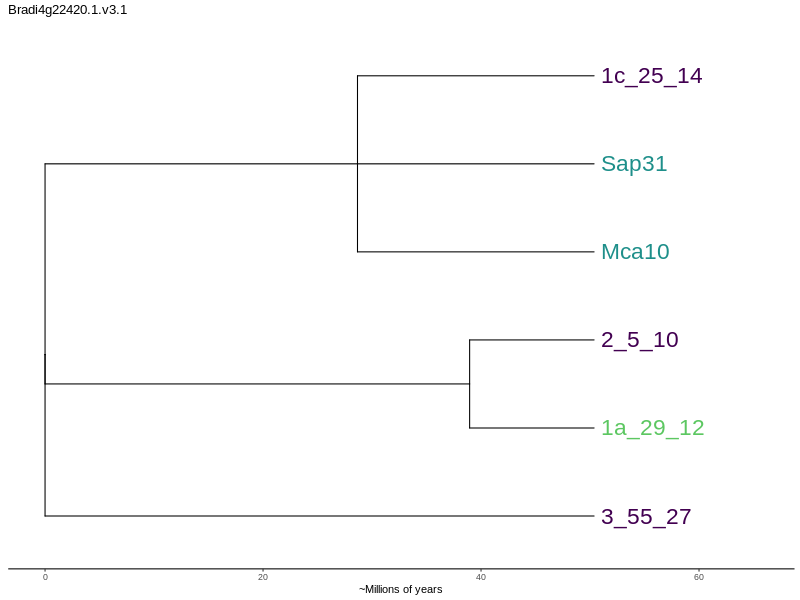 Bradi4g22420.1.v3.1
1c_25_14
Sap31
Mca10
2_5_10
1a_29_12
3_55_27
0 20 40 60
~Millions of years